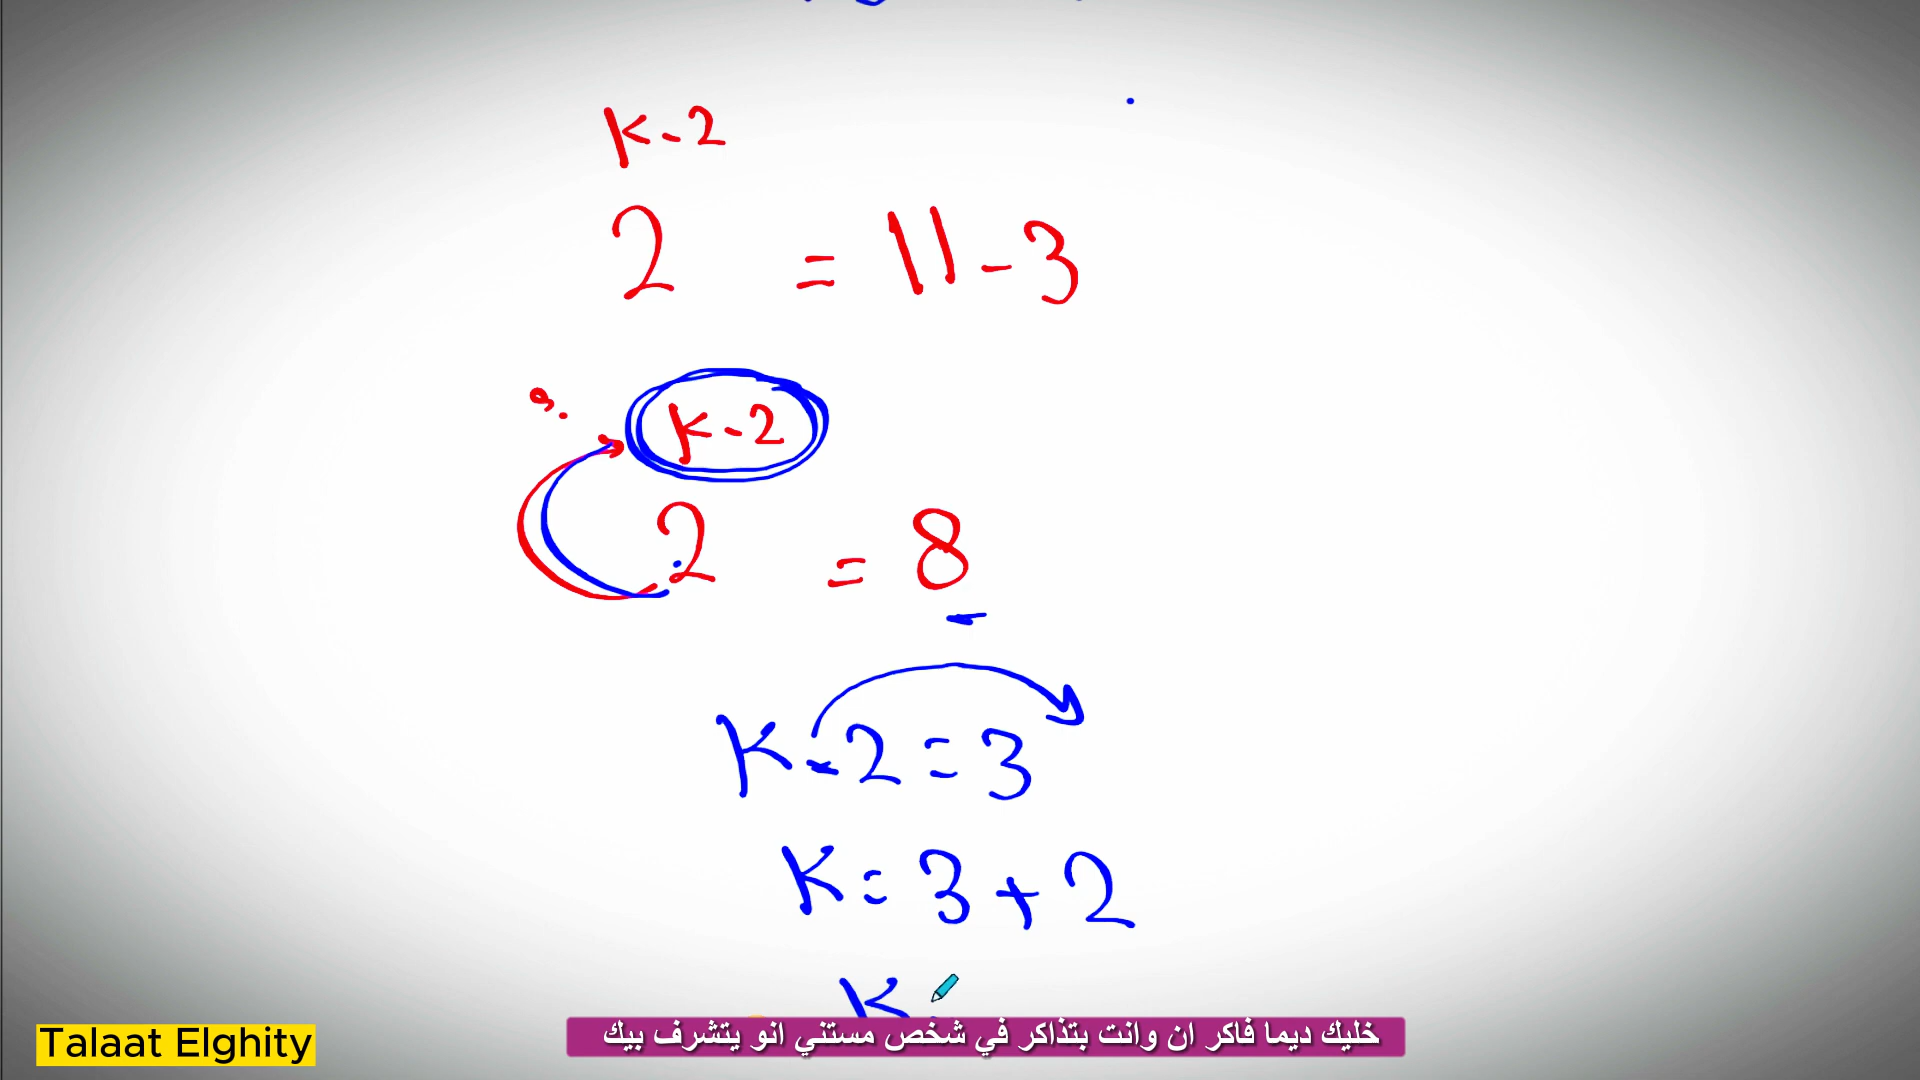 K-2
2 = 11-3
؟
K-2
2 = 8
K-2=3
K=3+2
K
Talaat Elghity
خليك ديما فاكر ان وانت بتذاكر في شخص مستني انو يتشرف بيك